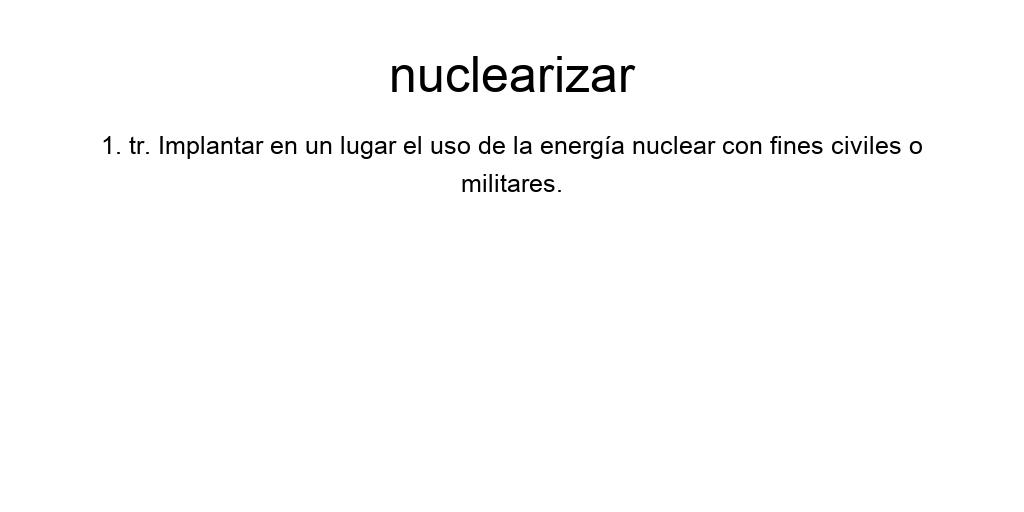 nuclearizar
1. tr. Implantar en un lugar el uso de la energía nuclear con fines civiles o
militares.